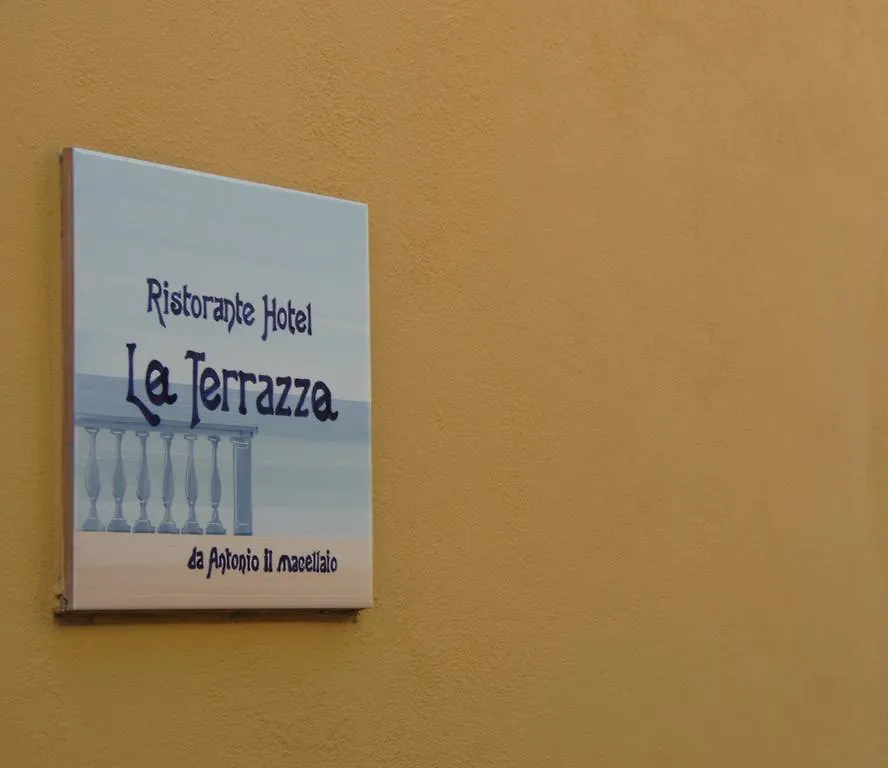 Ristorante Hotel
La Terrazza
da Antonio il macellaio